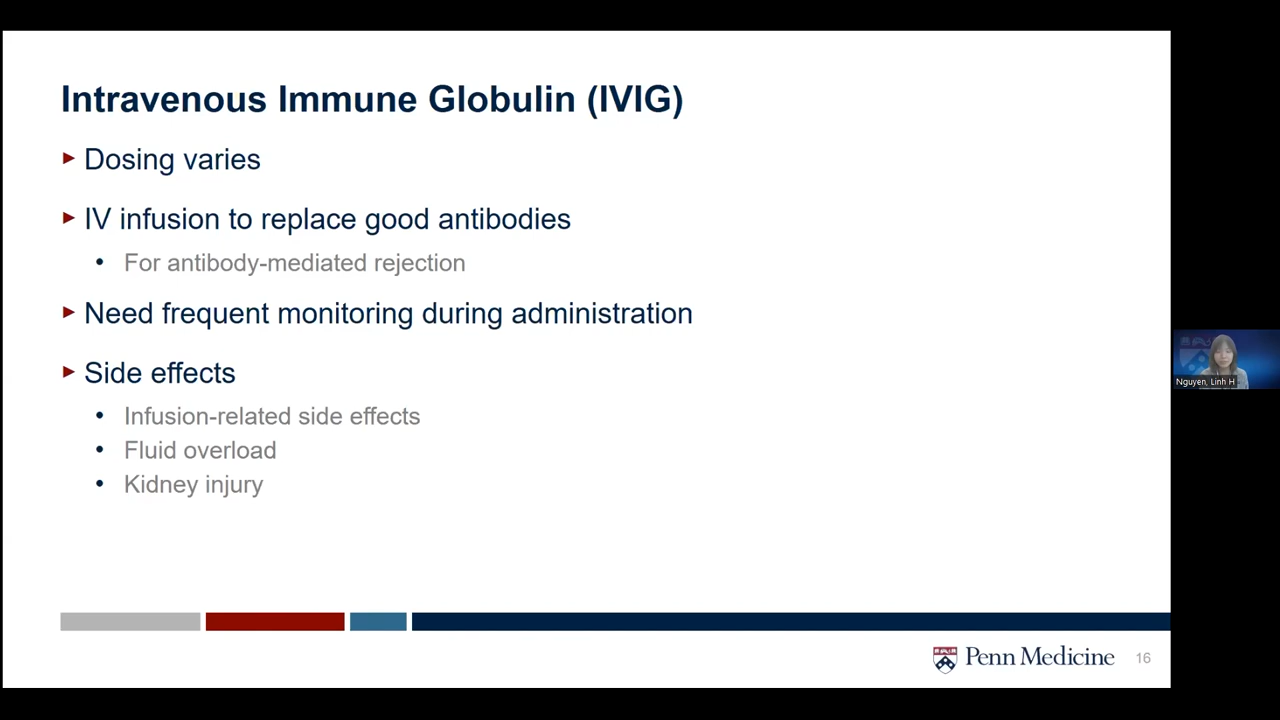 Intravenous Immune Globulin (IVIG)
Dosing varies
IV infusion to replace good antibodies
For antibody-mediated rejection
Need frequent monitoring during administration
Side effects
Infusion-related side effects
Fluid overload
Kidney injury
Nguyen, Linh H
Penn Medicine
16